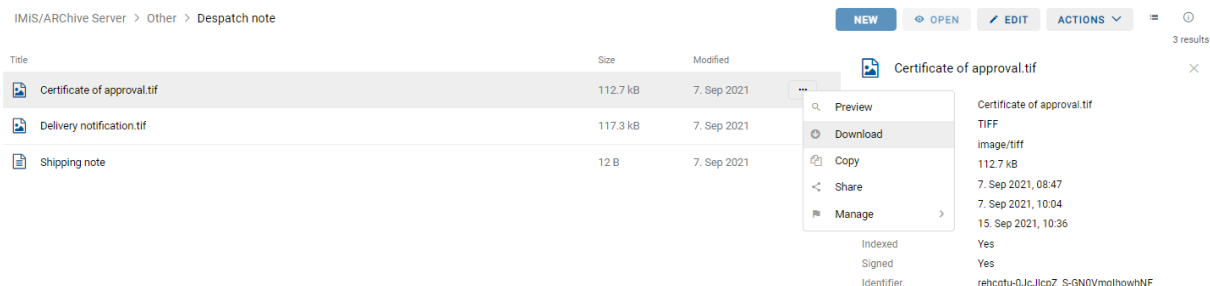 IMiS/ARChive Server > Other > Despatch note
NEW OPEN EDIT ACTIONS
3 results
Title Size Modified
Certificate of approval.tif 112.7 kB 7. Sep 2021 ...
Delivery notification.tif 117.3 kB 7. Sep 2021
Shipping note 12 B 7. Sep 2021
Preview
Download
Copy
Share
Manage >
Certificate of approval.tif
Certificate of approval.tif
TIFF
image/tiff
112.7 kB
7. Sep 2021, 08:47
7. Sep 2021, 10:04
15. Sep 2021, 10:36
Indexed Yes
Signed Yes
Identifier